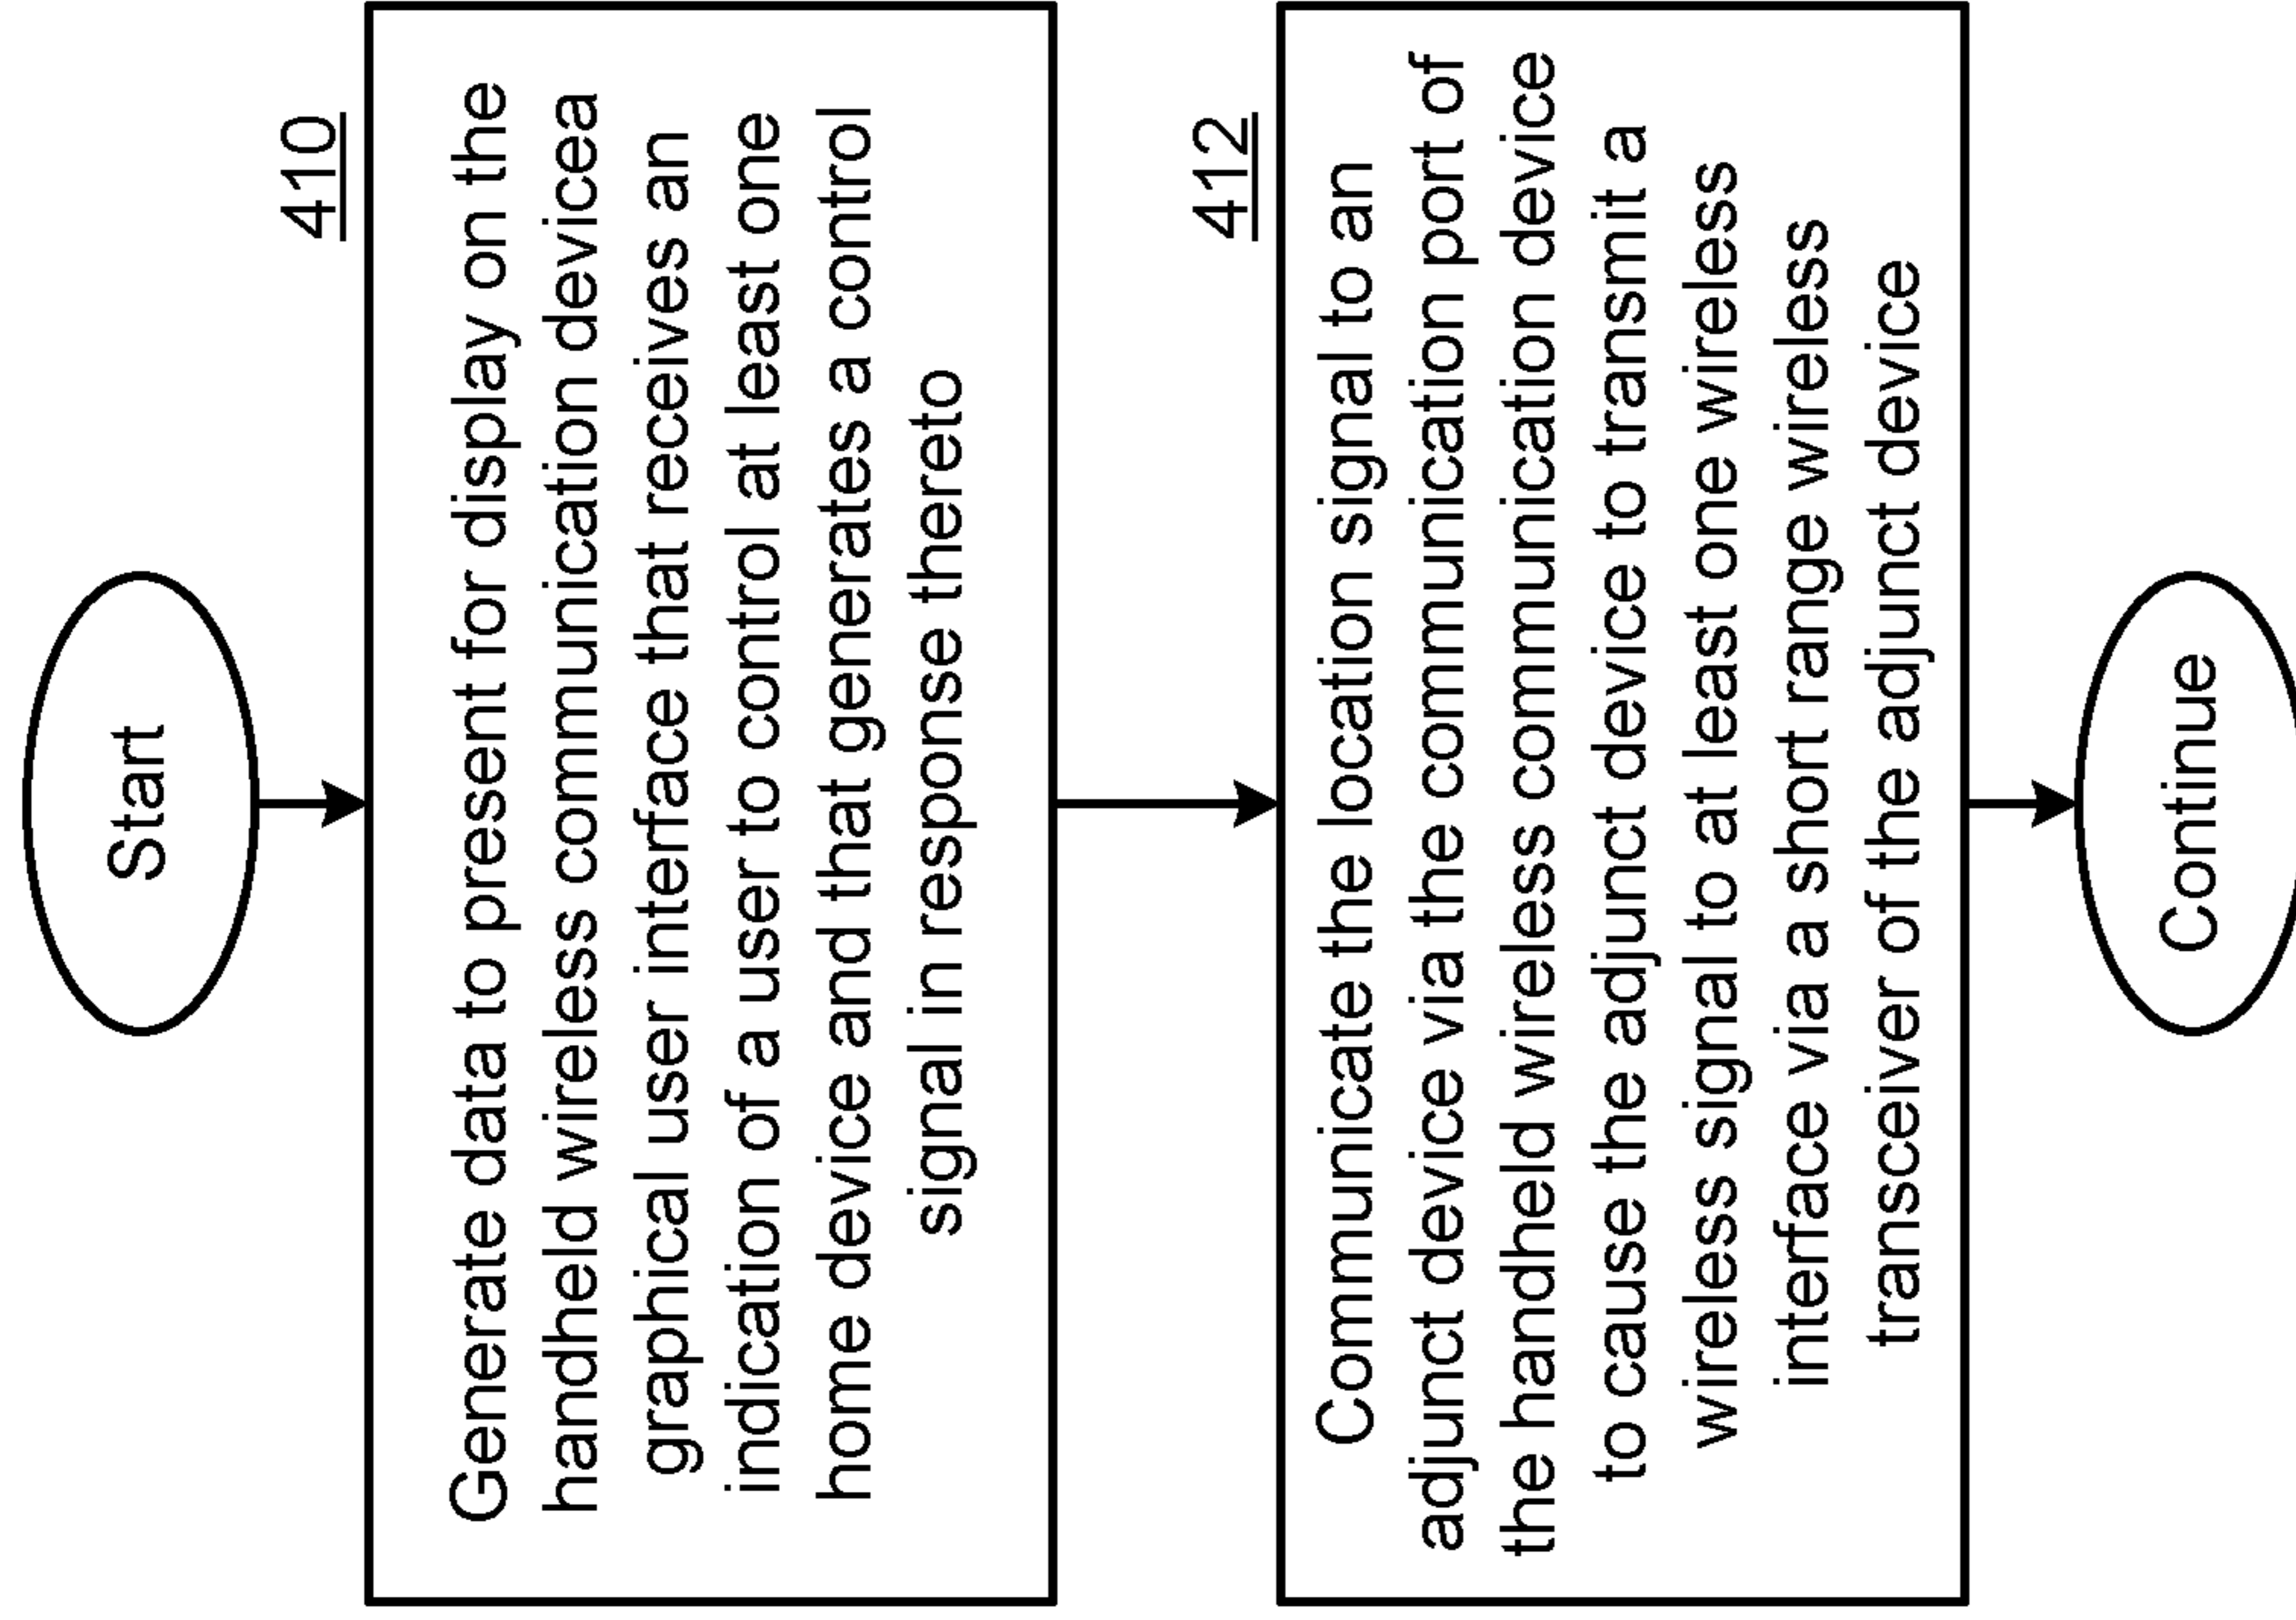 Start
410
Generate data to present for display on the
handheld wireless communication devicea
graphical user interface that receives an
indication of a user to control at least one
home device and that generates a control
signal in response thereto
412
Communicate the location signal to an
adjunct device via the communication port of
the handheld wireless communication device
to cause the adjunct device to transmit a
wireless signal to at least one wireless
interface via a short range wireless
transceiver of the adjunct device
Continue